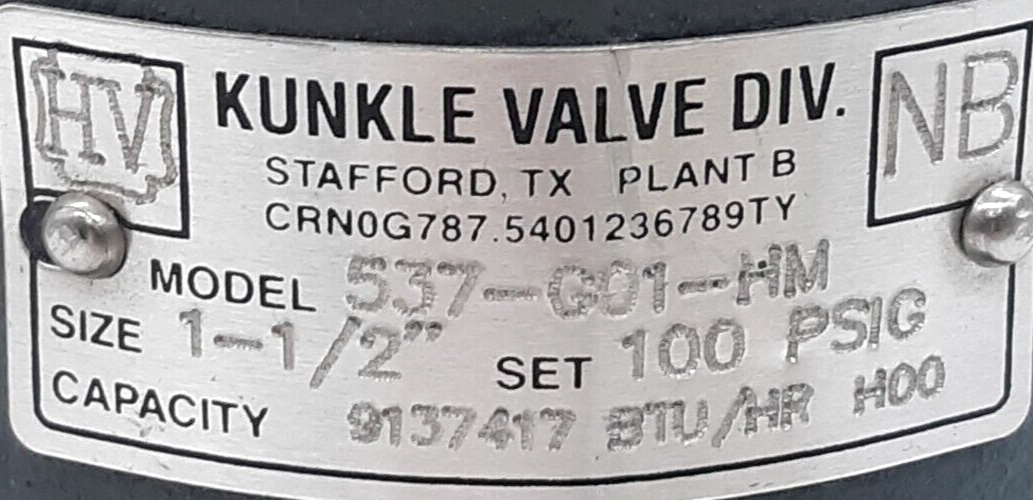 HV
KUNKLE VALVE DIV.
NB
STAFFORD, TX PLANT B
CRN0G787.5401236789TY
MODEL 537-G01-HM
SIZE 1-1/2" SET 100 PSIG
CAPACITY 9137417 BTU/HR H00